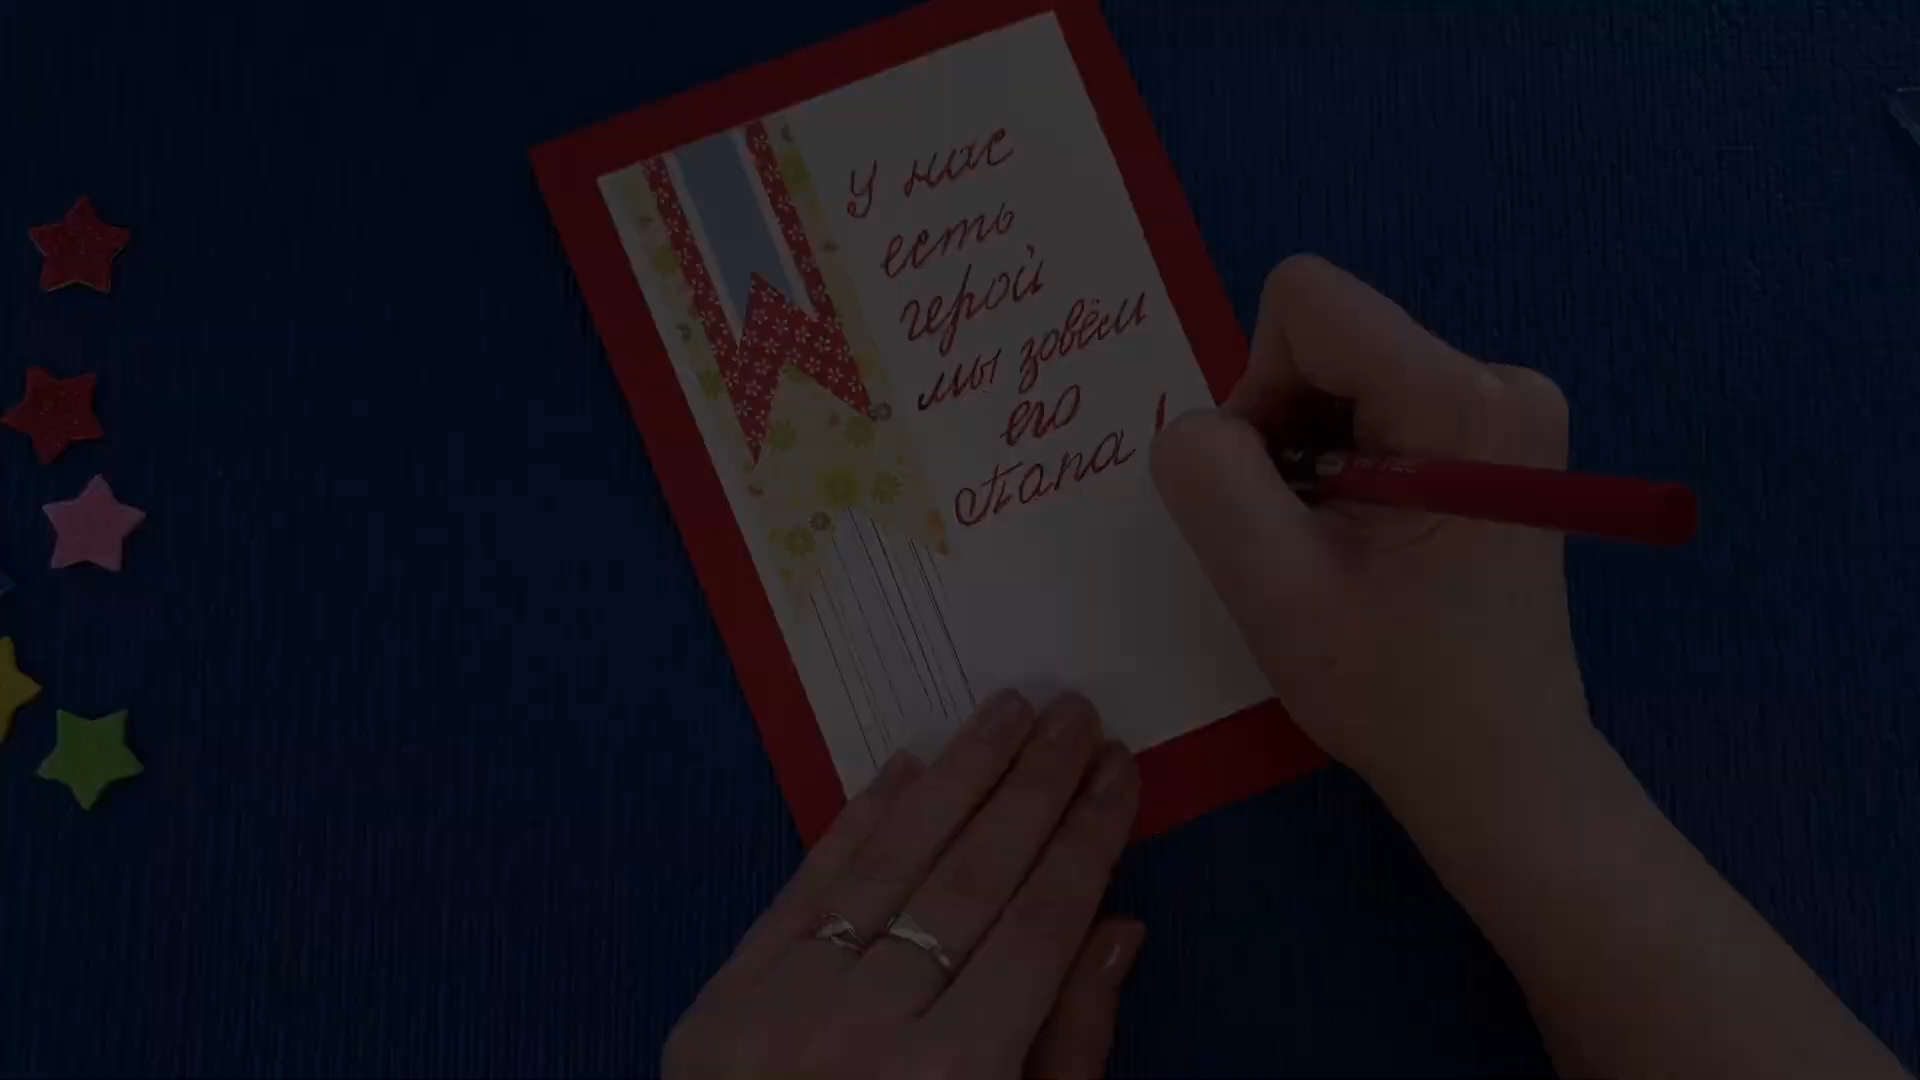 У нас
есть
герой
мы зовём
его
Папа!